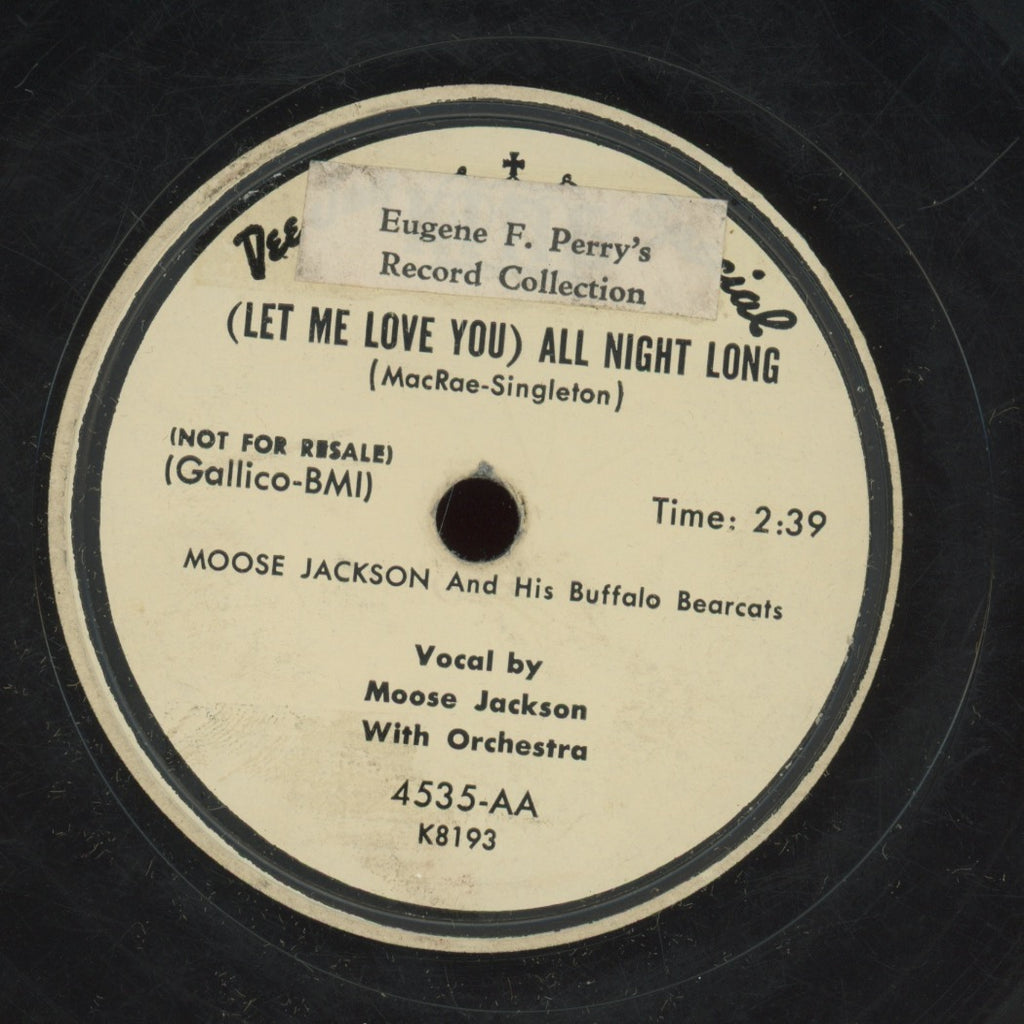 Eugene F. Perry's
Record Collection
(LET ME LOVE YOU) ALL NIGHT LONG
(MacRae-Singleton)
(NOT FOR RESALE)
(Gallico-BMI)
Time: 2:39
MOOSE JACKSON And His Buffalo Bearcats
Vocal by
Moose Jackson
With Orchestra
4535-AA
K8193